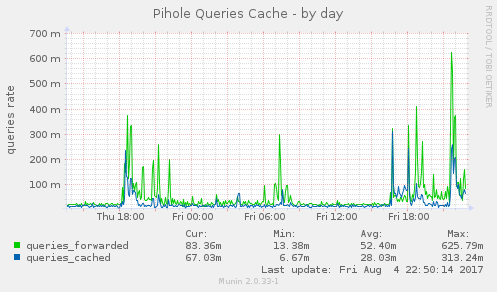 Pihole Queries Cache - by day
RRDTOOL / TOBI OETIKER
queries rate
700 m
600 m
500 m
400 m
300 m
200 m
100 m
Thu 18:00 Fri 00:00 Fri 06:00 Fri 12:00 Fri 18:00
Cur: Min: Avg: Max:
queries_forwarded 83.36m 13.38m 52.40m 625.79m
queries_cached 67.03m 6.67m 28.03m 313.24m
Last update: Fri Aug 4 22:50:14 2017
Munin 2.0.33-1